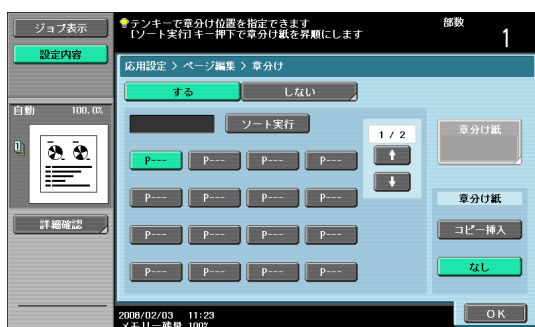 ジョブ表示
設定内容
テンキーで章分け位置を指定できます
[ソート実行]キー押下で章分け紙を昇順にします
部数
1
応用設定 > ページ編集 > 章分け
する
しない
自動 100.0%
ソート実行
1 / 2
章分け紙
P--- P--- P--- P---
P--- P--- P--- P---
章分け紙
詳細確認
P--- P--- P--- P---
コピー挿入
P--- P--- P--- P---
なし
2008/02/03 11:23
メモリー残量 100%
OK